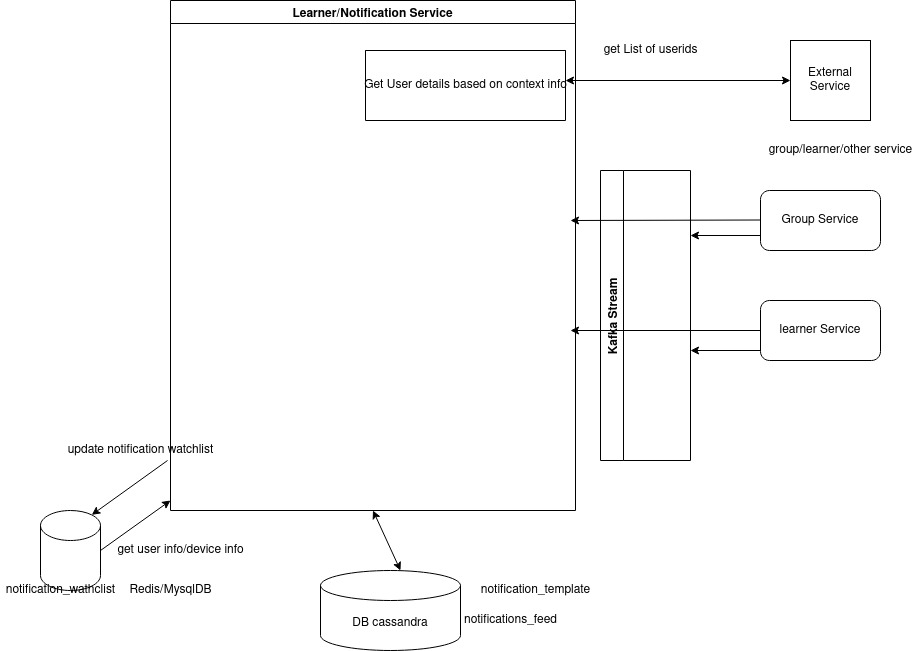 Learner/Notification Service
get List of userids
Get User details based on context info
External
Service
group/learner/other service
Group Service
Kafka Stream
learner Service
update notification watchlist
get user info/device info
notification_wathclist
Redis/MysqlDB
notification_template
DB cassandra
notifications_feed